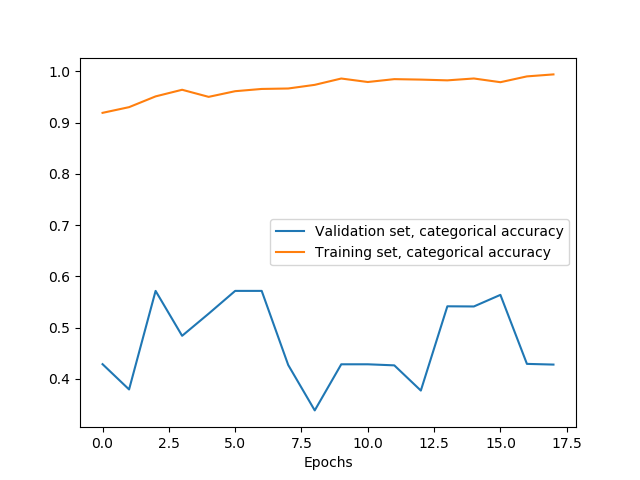 1.0
0.9
0.8
0.7
0.6
0.5
0.4
Validation set, categorical accuracy
Training set, categorical accuracy
0.0 2.5 5.0 7.5 10.0 12.5 15.0 17.5
Epochs